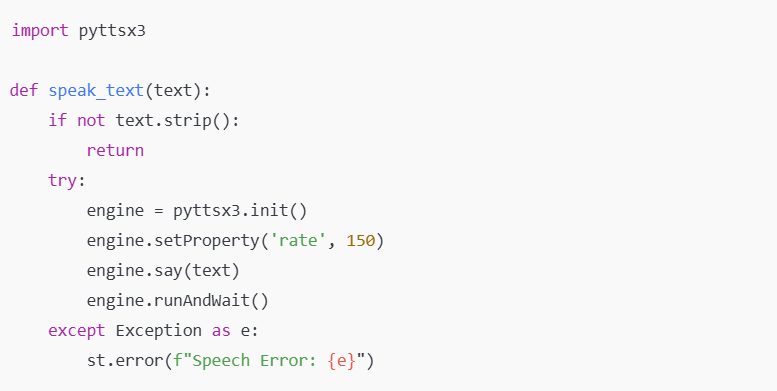 import pyttsx3

def speak_text(text):
    if not text.strip():
        return
    try:
        engine = pyttsx3.init()
        engine.setProperty('rate', 150)
        engine.say(text)
        engine.runAndWait()
    except Exception as e:
        st.error(f"Speech Error: {e}")